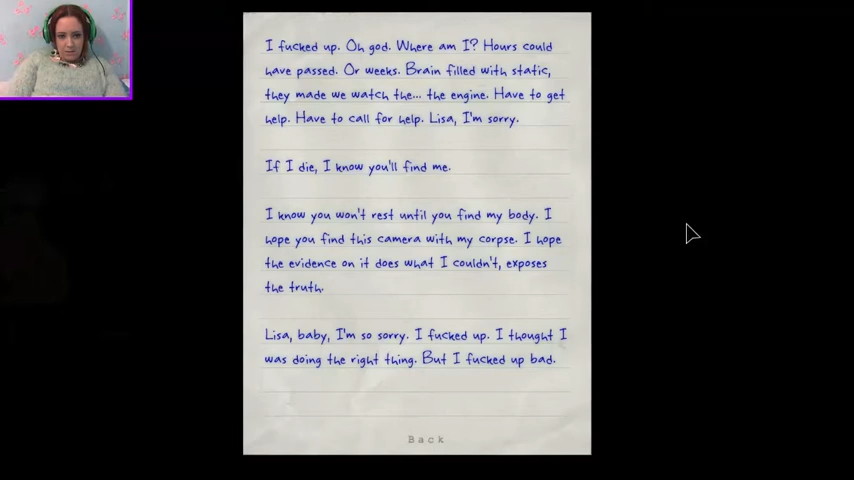 I fucked up. Oh god. Where am I? Hours could
have passed. Or weeks. Brain filled with static,
they made we watch the... the engine. Have to get
help. Have to call for help. Lisa, I'm sorry.
If I die, I know you'll find me.
I know you won't rest until you find my body. I
hope you find this camera with my corpse. I hope
the evidence on it does what I couldn't, exposes
the truth.
Lisa, baby, I'm so sorry. I fucked up. I thought I
was doing the right thing. But I fucked up bad.
Back